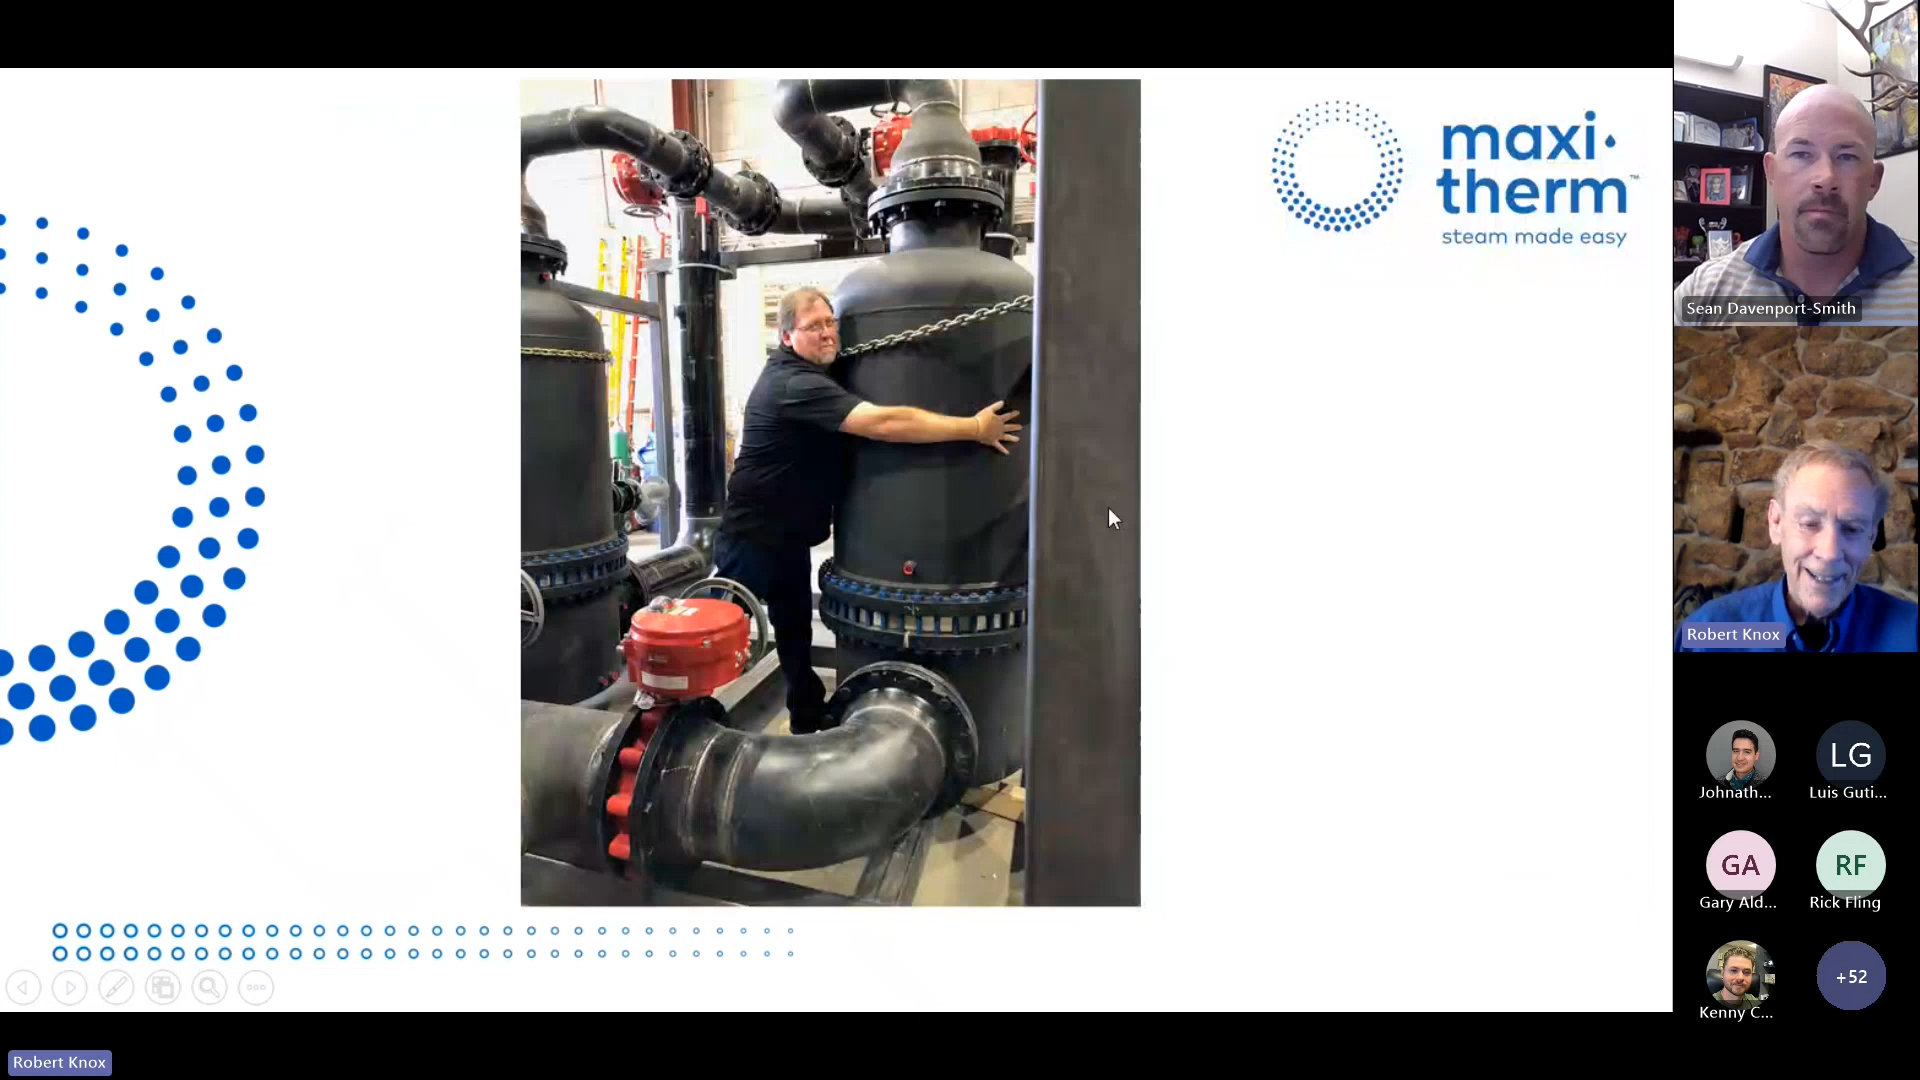 maxi
therm™
steam made easy
Sean Davenport-Smith
Robert Knox
Johnath...
LG
Luis Guti...
GA
Gary Ald...
RF
Rick Fling
Kenny C...
+52
Robert Knox